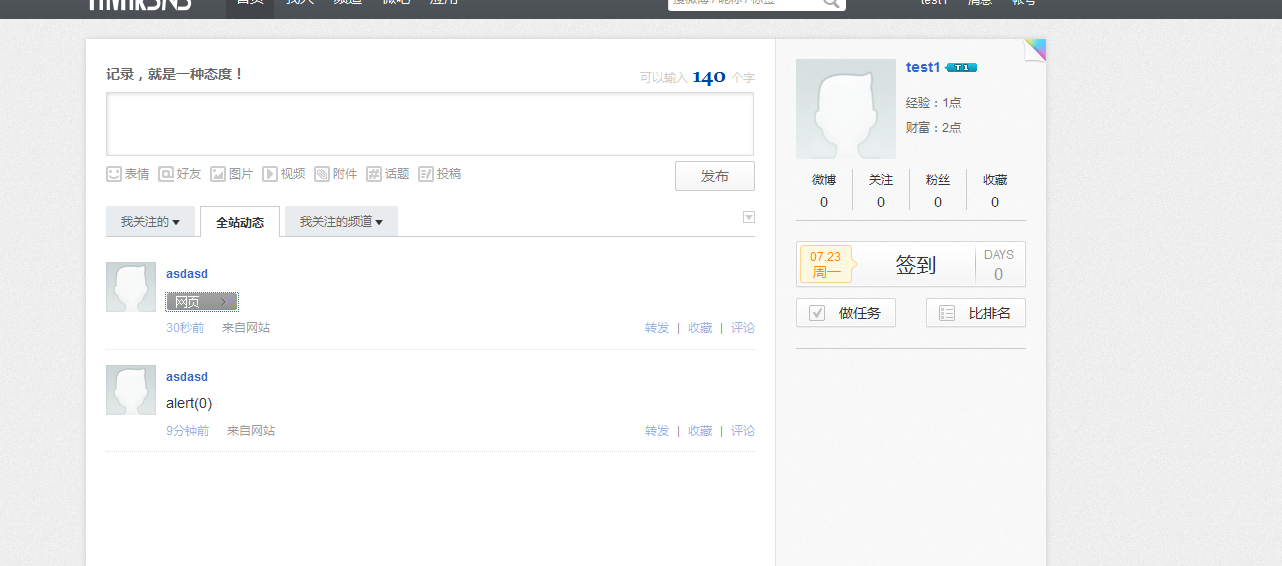 ThinkSNS 首页 找人 频道 微吧 应用 搜微博 / 昵称 / 标签 test1 消息 帐号
记录，就是一种态度！ 可以输入 140 个字
表情 好友 图片 视频 附件 话题 投稿 发布
我关注的 全站动态 我关注的频道
asdasd
网页
30秒前 来自网站 转发 | 收藏 | 评论
asdasd
alert(0)
9分钟前 来自网站 转发 | 收藏 | 评论
test1 T1
经验：1点
财富：2点
微博 关注 粉丝 收藏
0 0 0 0
07.23
周一
签到
DAYS
0
做任务 比排名